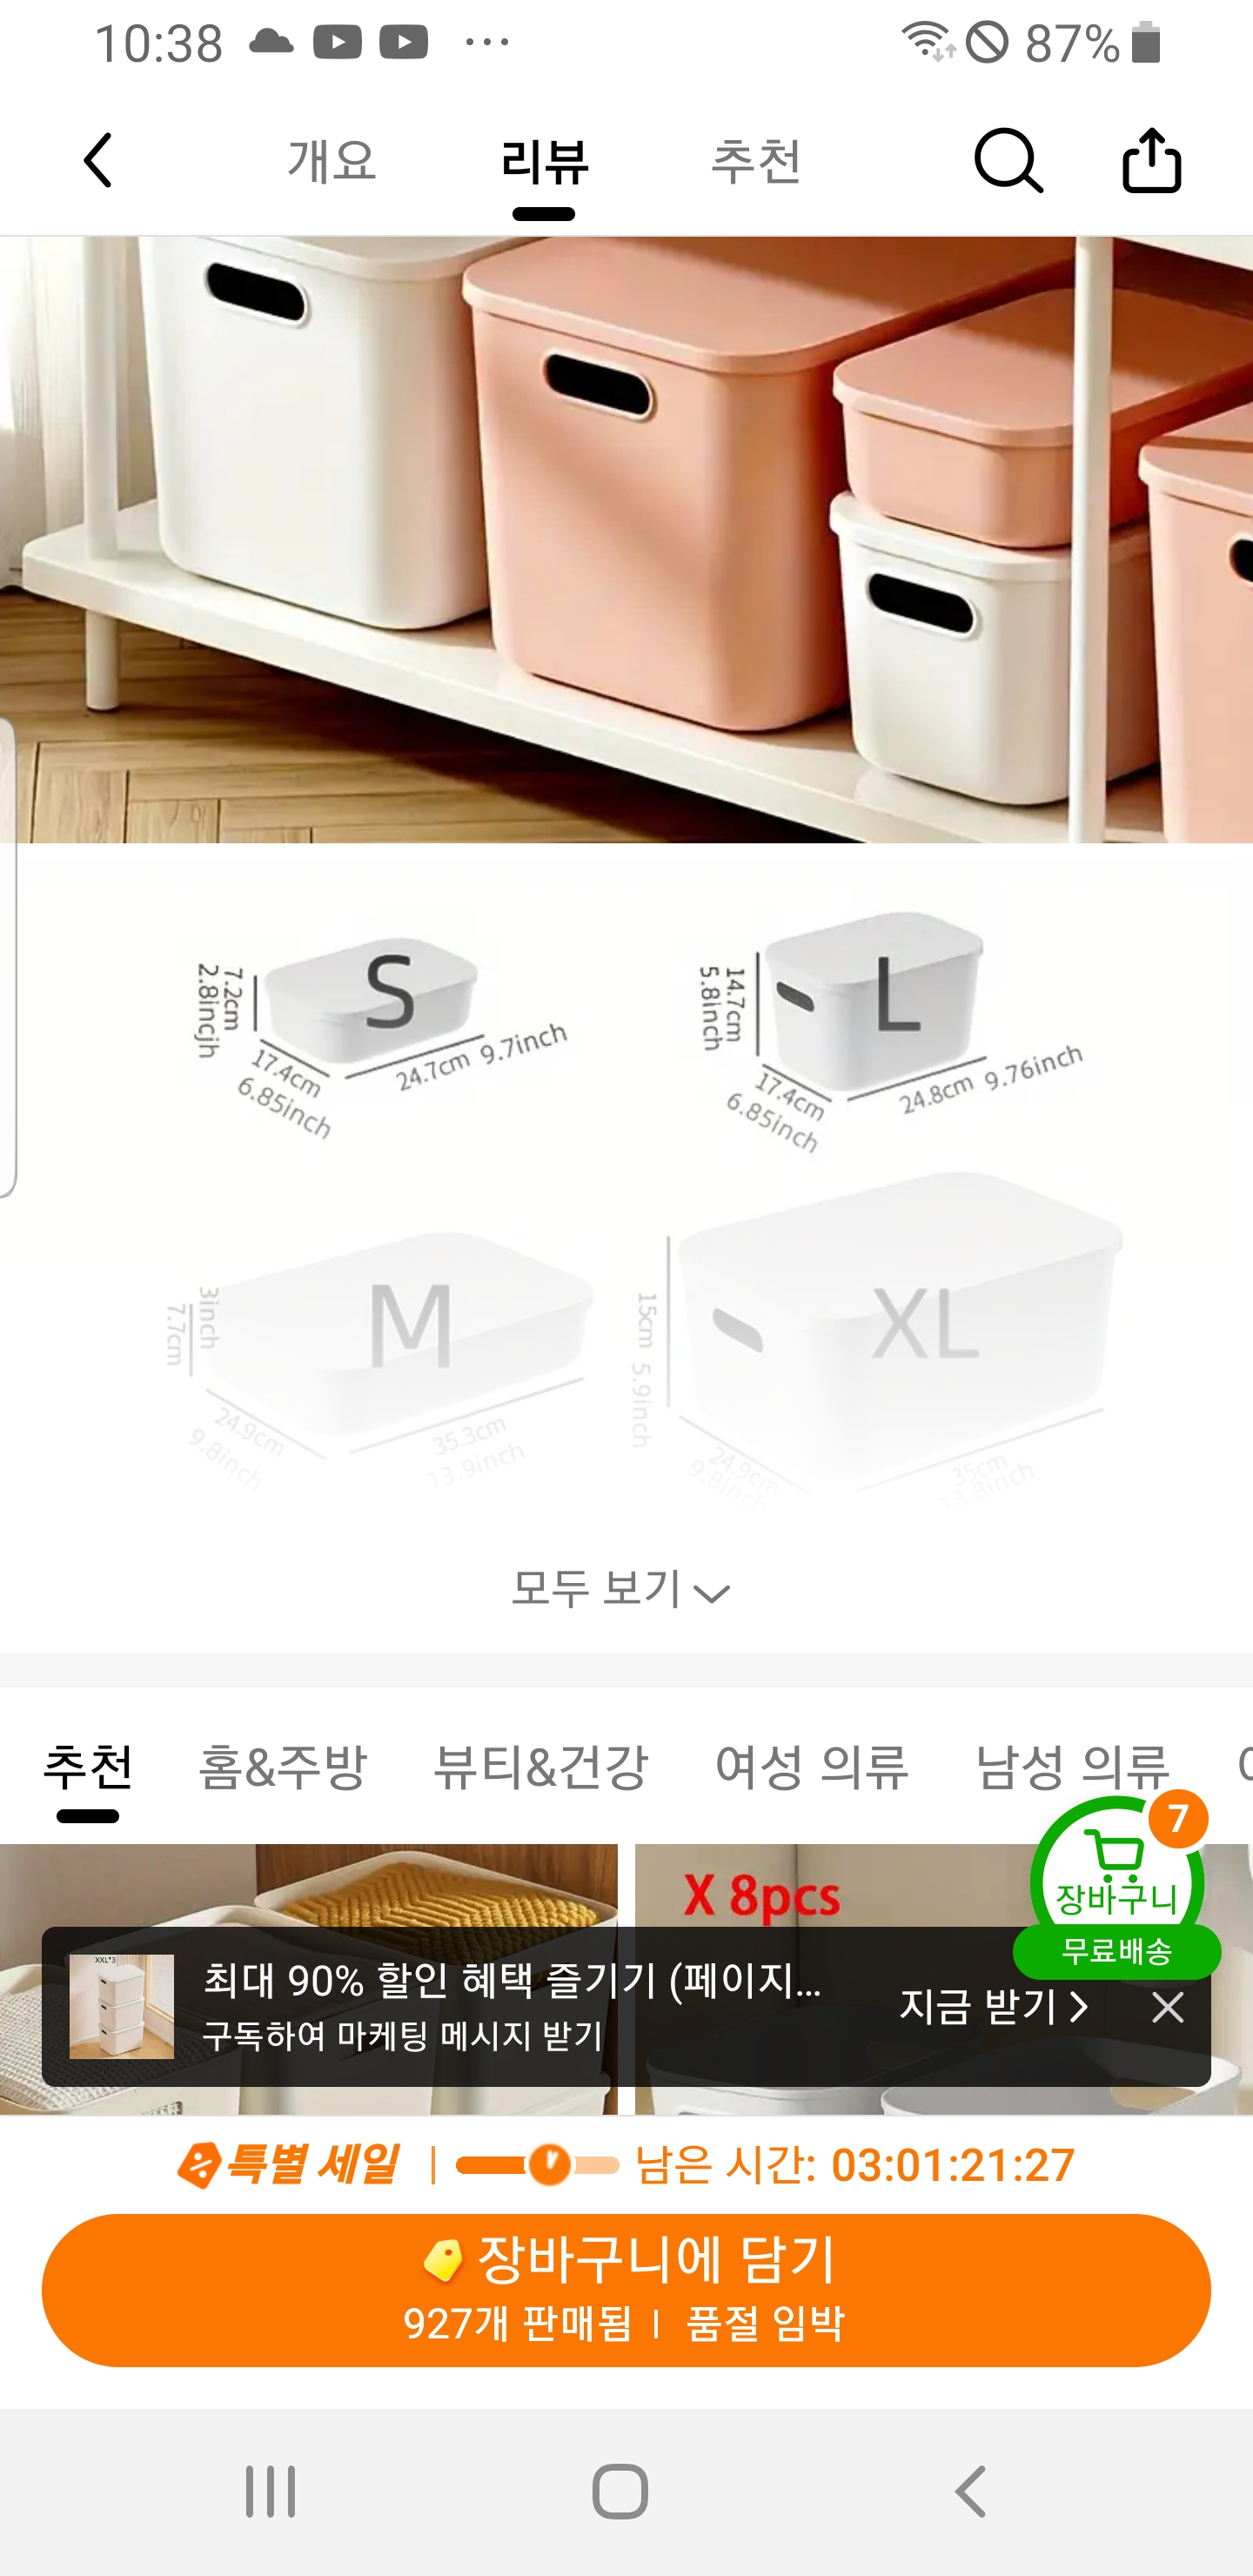 10:38
87%
개요 리뷰 추천
S
7.2cm
2.8incjh
17.4cm
6.85inch
24.7cm 9.7inch
L
14.7cm
5.8inch
17.4cm
6.85inch
24.8cm 9.76inch
M
3inch
7.7cm
24.9cm
9.8inch
35.3cm
13.9inch
XL
15cm 5.9inch
24.9cm
9.8inch
35cm
13.8inch
모두 보기
추천 홈&주방 뷰티&건강 여성 의류 남성 의류
7
장바구니
무료배송
X 8pcs
XXL*3
최대 90% 할인 혜택 즐기기 (페이지...
구독하여 마케팅 메시지 받기
지금 받기
특별 세일 | 남은 시간: 03:01:21:27
장바구니에 담기
927개 판매됨 | 품절 임박